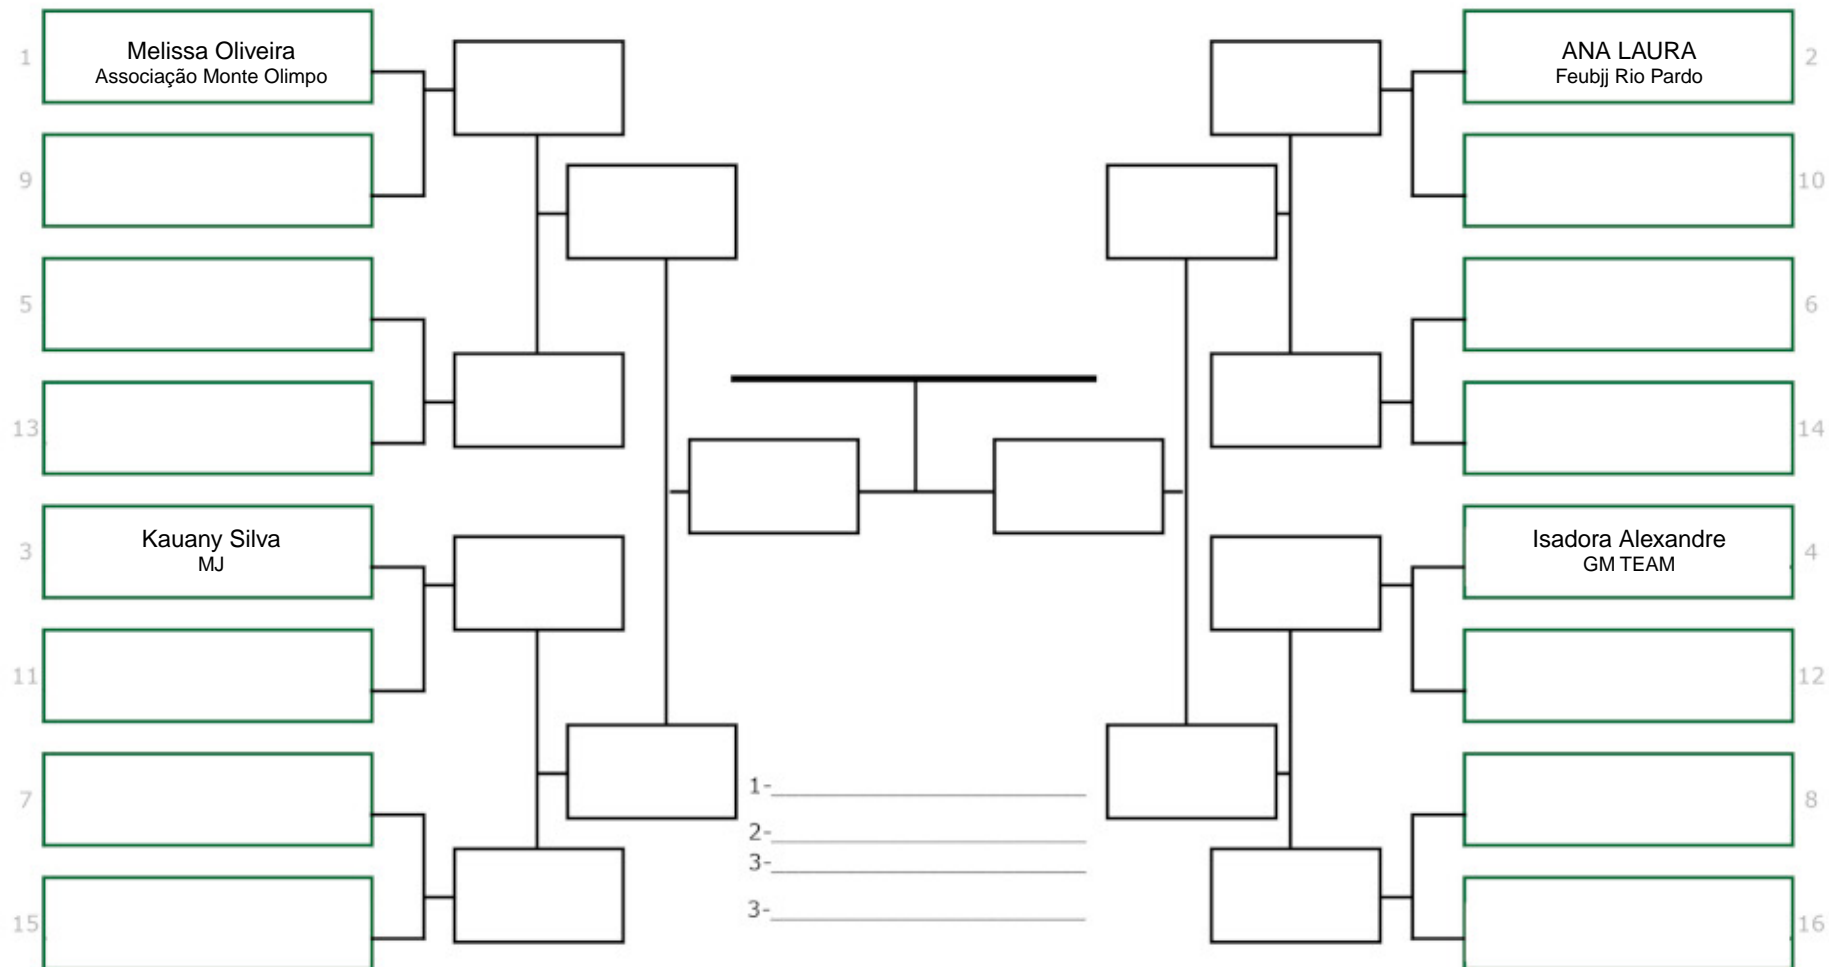 1
Melissa Oliveira
Associação Monte Olimpo
9
5
13
3
Kauany Silva
MJ
11
7
15
ANA LAURA
Feubjj Rio Pardo
2
10
6
14
Isadora Alexandre
GM TEAM
4
12
8
16
1-
2-
3-
3-